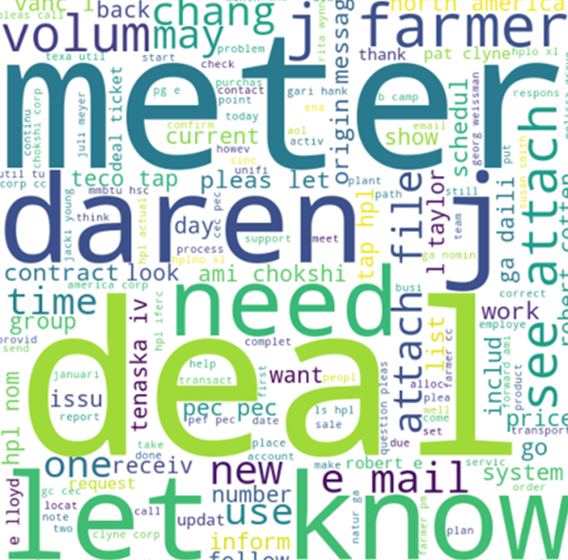 vanc l
pleas call
back
chang
north america
volum
may
j
farmer
texa util
start
problem
check
thank
pat clyne
hplo xl
meter
origin messag
rita wynn
purchas
contact
gari hank
pg e
point
today
ena
b camp
respons
confirm
current
aol
activ
show
email
howev
sinc
unifi
continu
chokshi corp
juli meyer
deal ticket
schedul
georg weissman
put
susan smith
util tu
corp cc
teco tap
pleas let
plant
path
still
mmbtu hsc
daren j
jacki young
think
hpl actual
day
cec pec
process
support
meet
hplno xl
tap hpl
attach file
l taylor
team
ga nomin
ga daili
see attach
robert cotten
contract
look
ami chokshi
america corp
busi
correct
time
need
work
group
tenaska iv
hpl iferc
complet
list
farmer cc
employe
provid
send
deal
januari
help
transact
first
want
peopl
alloc
plea
well
come
set
includ
forward ami
product
price
transport
issu
report
pec pec
pef pec
date
ls hpl
sale
question pleas
due
go
hpl nom
take
done
place
account
one
receiv
new
make
robert e
servic
system
order
e mail
request
gc cec
number
e lloyd
locat
note
two
call
updat
use
natur ga
let know
clyne corp
inform
farmer pm
plan
follow